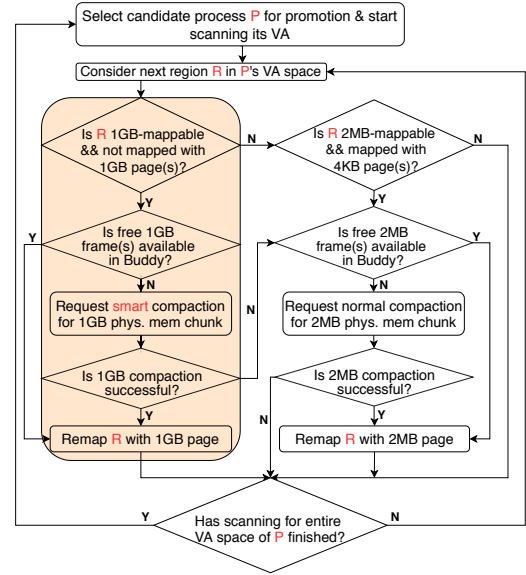 Select candidate process P for promotion & start
scanning its VA
Consider next region R in P's VA space
Is R 1GB-mappable
&& not mapped with
1GB page(s)?
N
Is R 2MB-mappable
&& mapped with
4KB page(s)?
N
Y
Y
Y
Is free 1GB
frame(s) available
in Buddy?
Is free 2MB
frame(s) available
in Buddy?
Y
N
N
Request smart compaction
for 1GB phys. mem chunk
N
Request normal compaction
for 2MB phys. mem chunk
Is 1GB compaction
successful?
Is 2MB compaction
successful?
Y
N
Y
Remap R with 1GB page
Remap R with 2MB page
Y
Has scanning for entire
VA space of P finished?
N